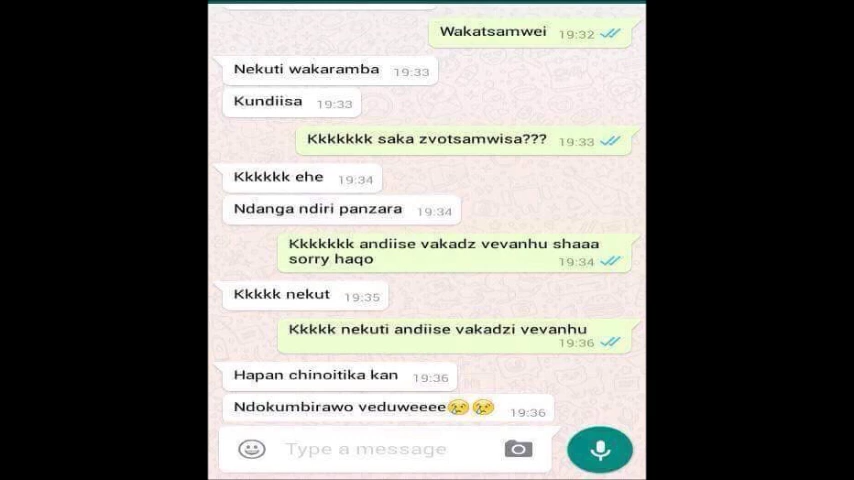 Wakatsamwei 19:32
Nekuti wakaramba 19:33
Kundiisa 19:33
Kkkkkkk saka zvotsamwisa??? 19:33
Kkkkkk ehe 19:34
Ndanga ndiri panzara 19:34
Kkkkkkk andiise vakadz vevanhu shaaa
sorry haqo 19:34
Kkkkk nekut 19:35
Kkkkk nekuti andiise vakadzi vevanhu
19:36
Hapan chinoitika kan 19:36
Ndokumbirawo veduweeee😢😢 19:36
Type a message